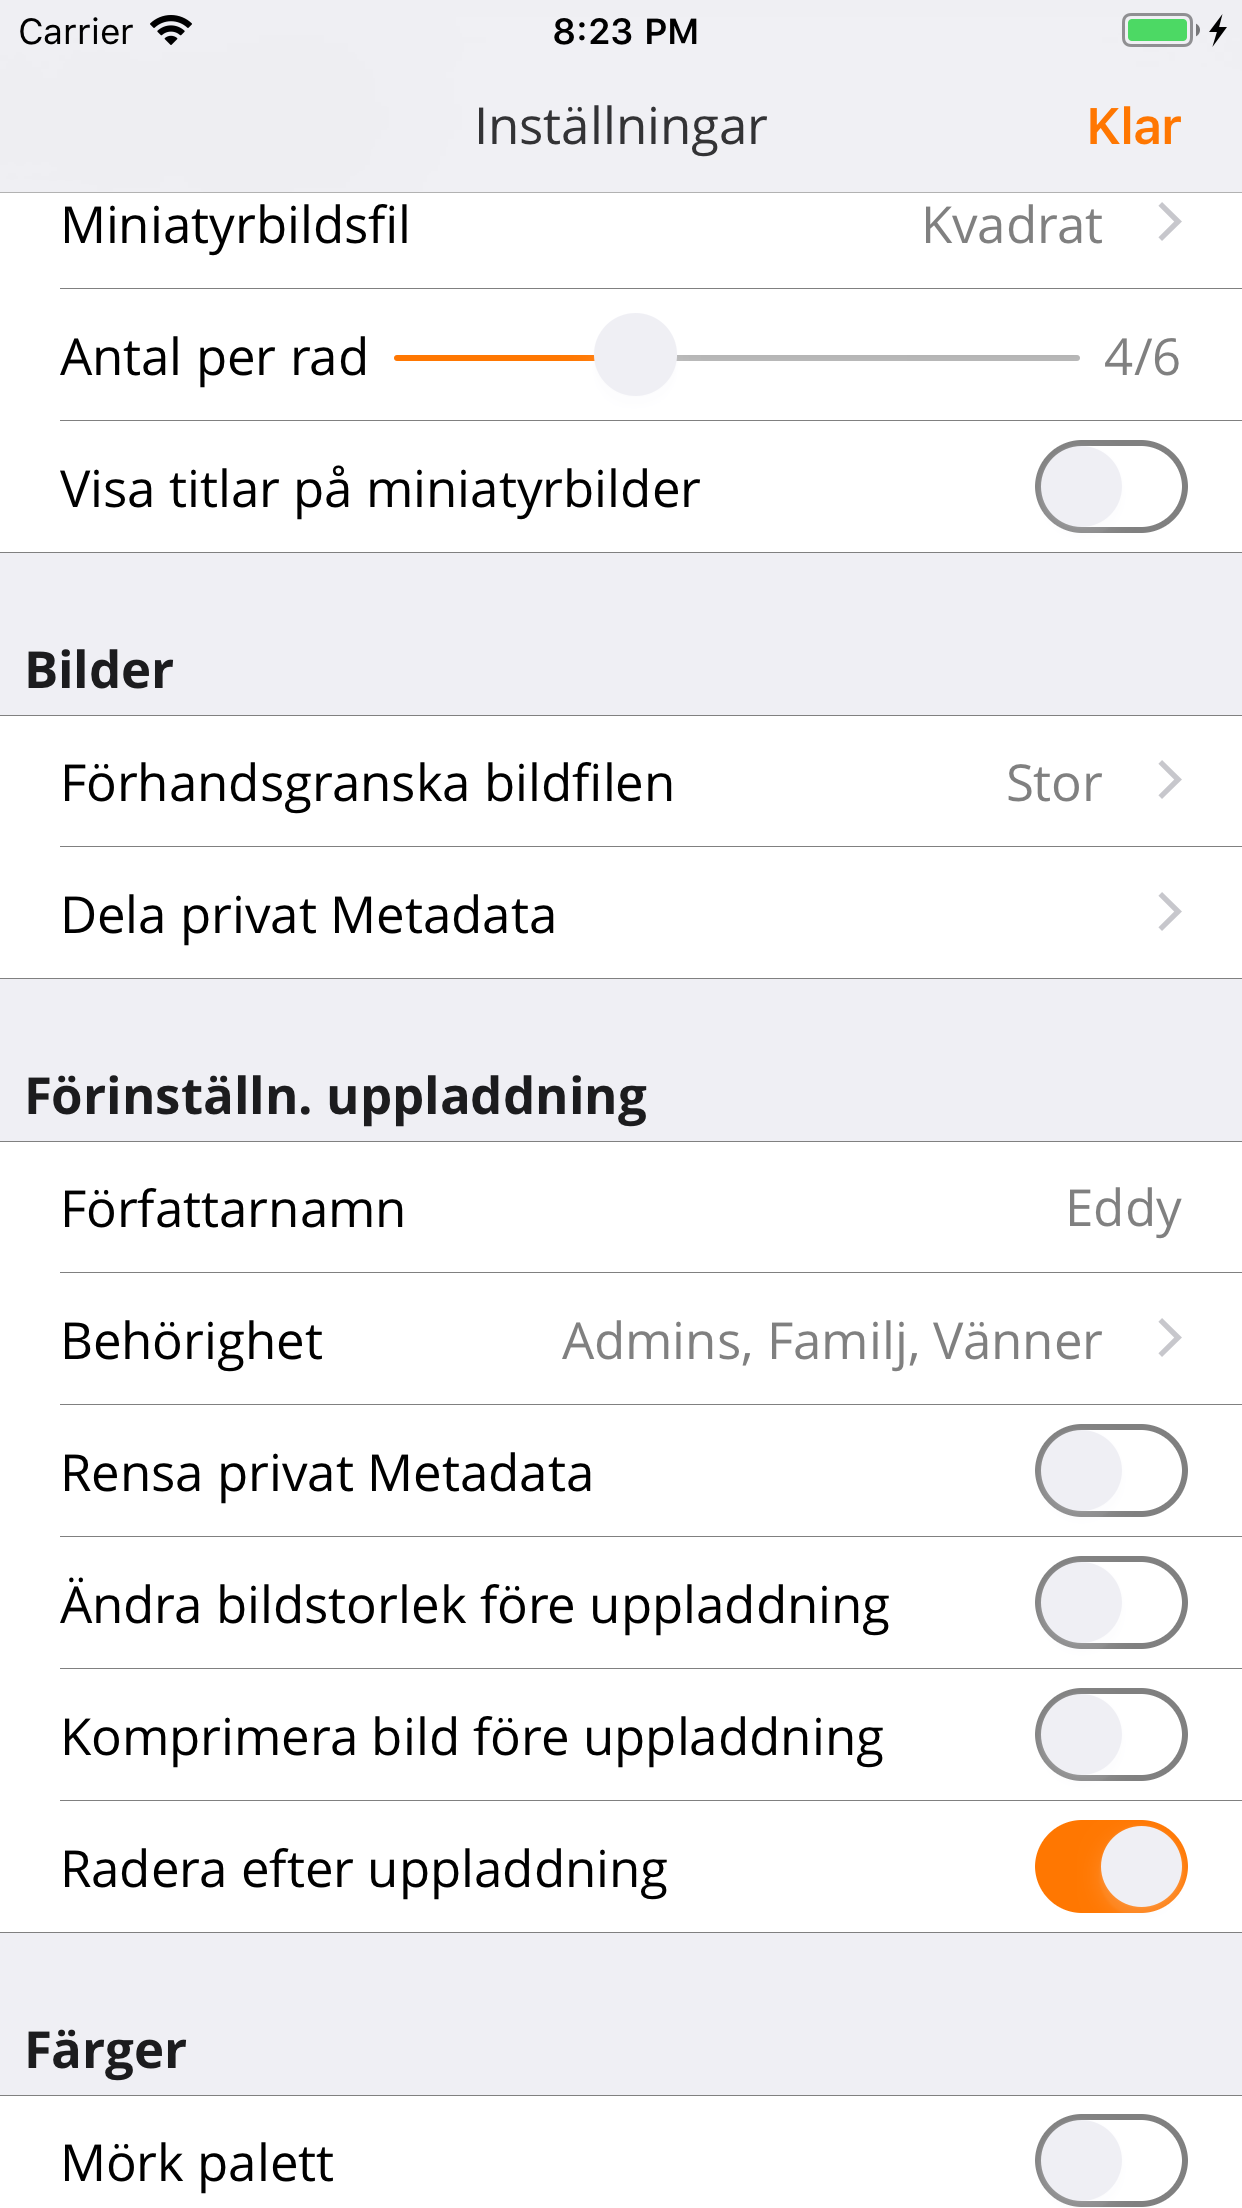 Carrier 8:23 PM
Inställningar Klar
Miniatyrbildsfil Kvadrat
Antal per rad 4/6
Visa titlar på miniatyrbilder
Bilder
Förhandsgranska bildfilen Stor
Dela privat Metadata
Förinställn. uppladdning
Författarnamn Eddy
Behörighet Admins, Familj, Vänner
Rensa privat Metadata
Ändra bildstorlek före uppladdning
Komprimera bild före uppladdning
Radera efter uppladdning
Färger
Mörk palett